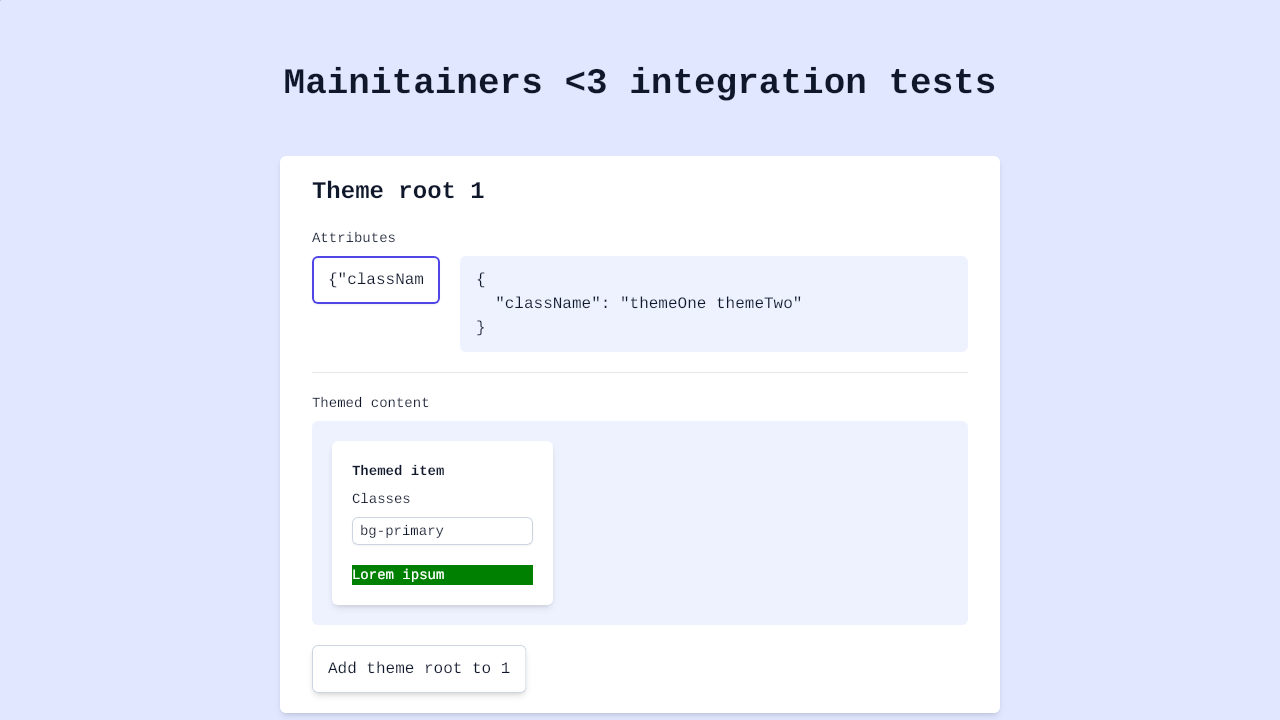 Mainitainers <3 integration tests
Theme root 1
Attributes
{"classNam
{
"className": "themeOne themeTwo"
}
Themed content
Themed item
Classes
bg-primary
Lorem ipsum
Add theme root to 1